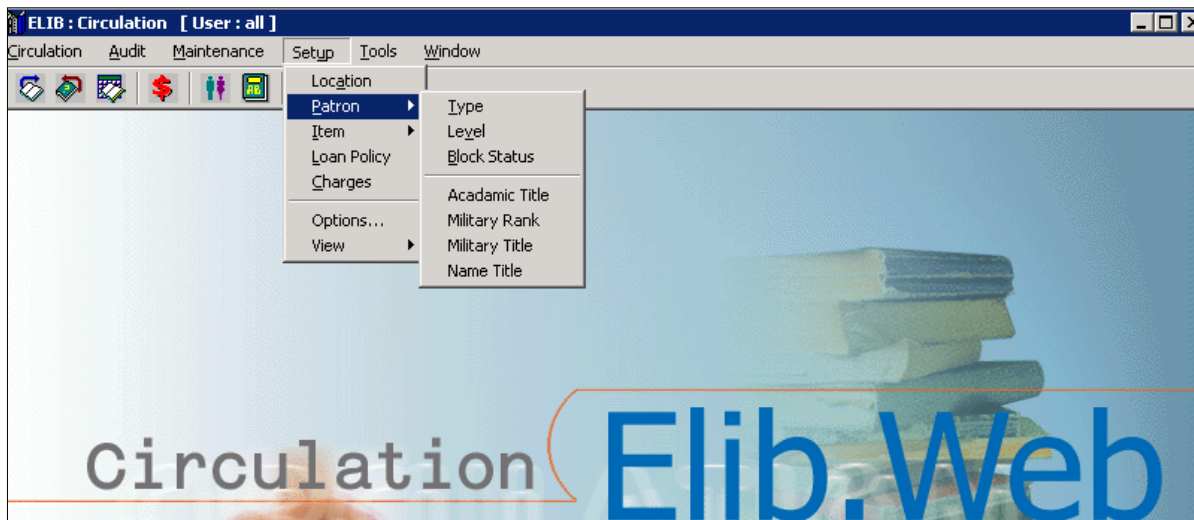 ELIB : Circulation [ User : all ]
Circulation Audit Maintenance Setup Tools Window
Location
Patron
Item
Loan Policy
Charges
Options...
View
Type
Level
Block Status
Acadamic Title
Military Rank
Military Title
Name Title
Circulation
Elib.Web